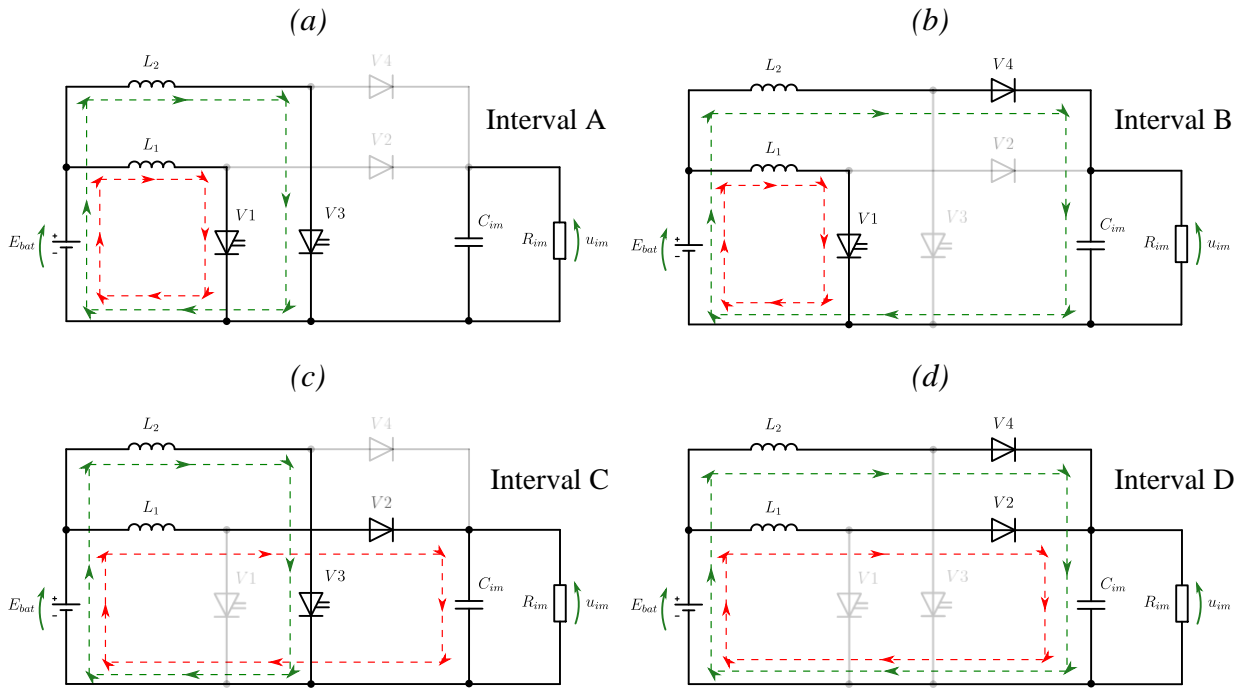 (a)
(b)
L2
V4
Interval A
L1
V2
V1
V3
Ebat
+
-
Cim
Rim
uim
L2
V4
Interval B
L1
V2
V1
V3
Ebat
+
-
Cim
Rim
uim
(c)
(d)
L2
V4
Interval C
L1
V2
V1
V3
Ebat
+
-
Cim
Rim
uim
L2
V4
Interval D
L1
V2
V1
V3
Ebat
+
-
Cim
Rim
uim